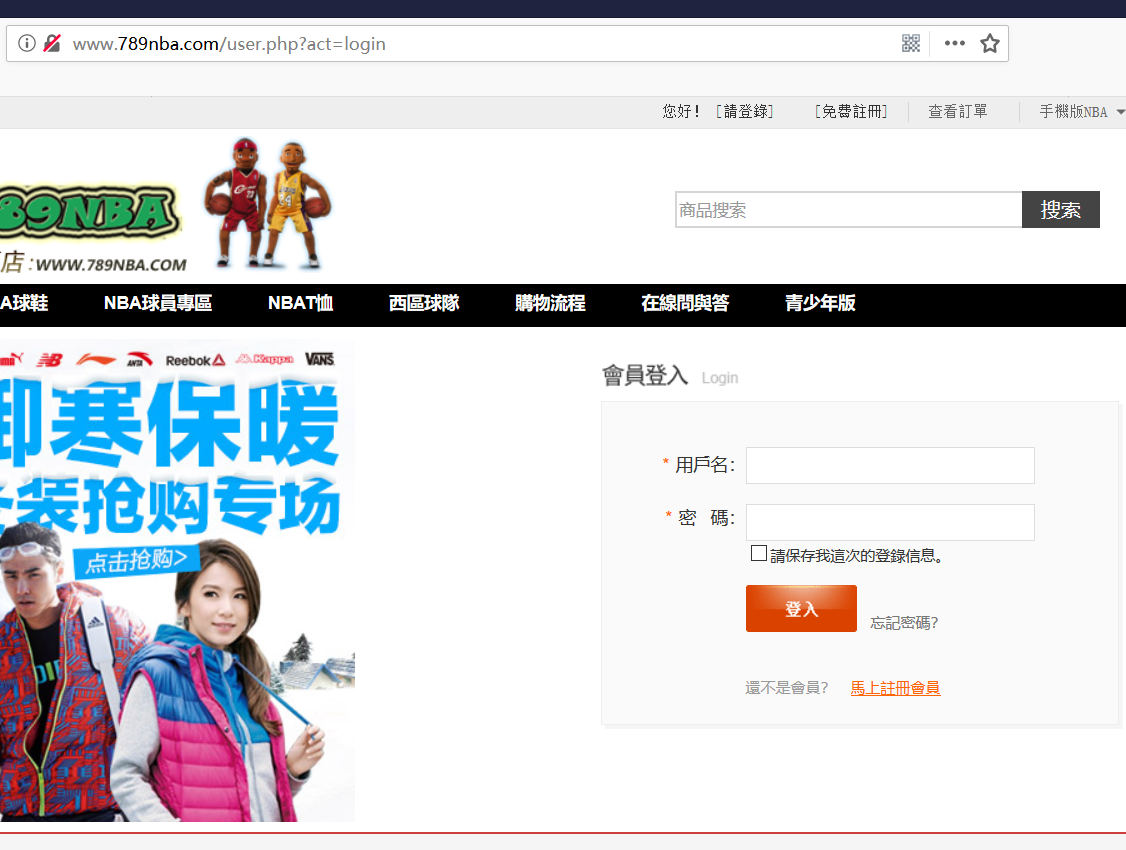 www.789nba.com/user.php?act=login
您好！ [請登錄] [免費註冊] 查看訂單 手機版NBA
789NBA
店:WWW.789NBA.COM
商品搜索 搜索
A球鞋 NBA球員專區 NBAT恤 西區球隊 購物流程 在線問與答 青少年版
ANTA Reebok Kappa VANS
御寒保暖
冬装抢购专场
点击抢购>
會員登入 Login
* 用戶名：
* 密 碼：
請保存我這次的登錄信息。
登入 忘記密碼？
還不是會員？ 馬上註冊會員